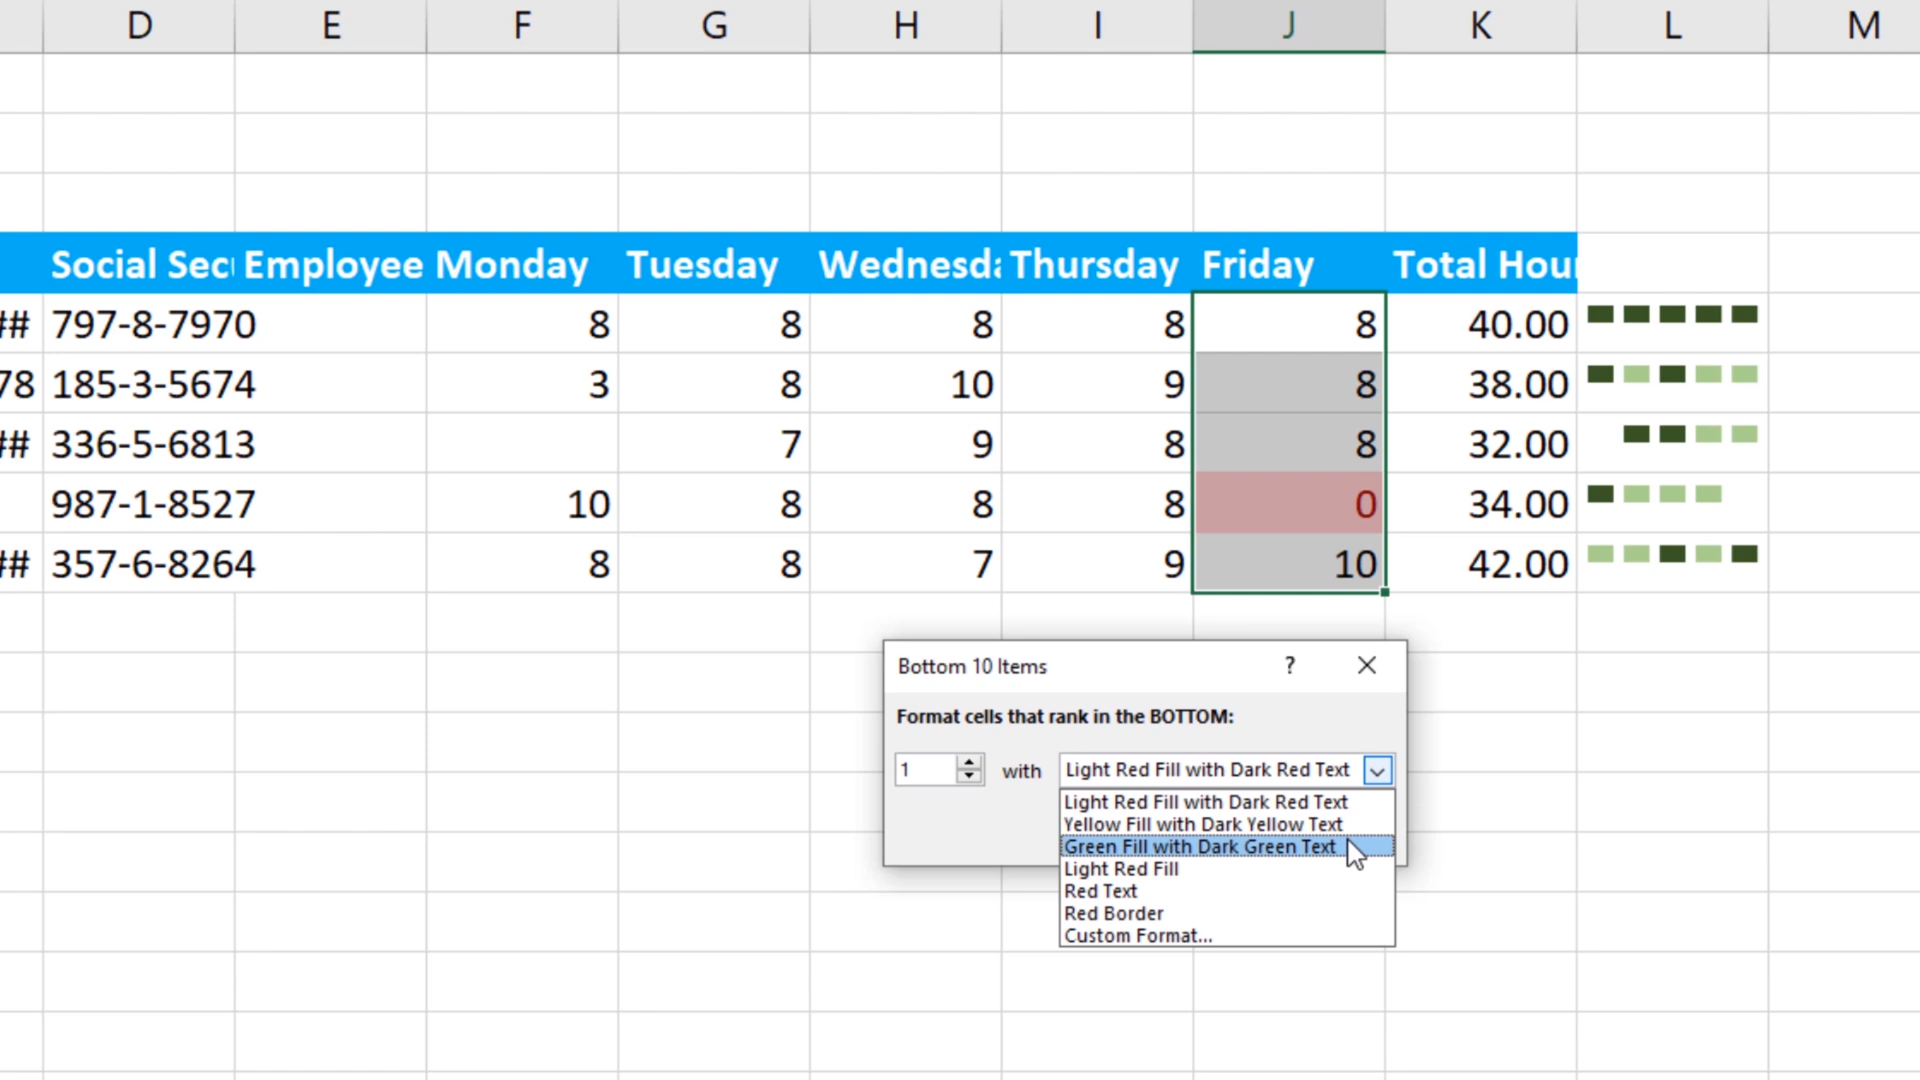 D E F G H I J K L M
Social Secu Employee Monday Tuesday Wednesda Thursday Friday Total Hour
## 797-8-7970 8 8 8 8 8 40.00
78 185-3-5674 3 8 10 9 8 38.00
## 336-5-6813 7 9 8 8 32.00
987-1-8527 10 8 8 8 0 34.00
## 357-6-8264 8 8 7 9 10 42.00
Bottom 10 Items ?
Format cells that rank in the BOTTOM:
1 with Light Red Fill with Dark Red Text
Light Red Fill with Dark Red Text
Yellow Fill with Dark Yellow Text
Green Fill with Dark Green Text
Light Red Fill
Red Text
Red Border
Custom Format...